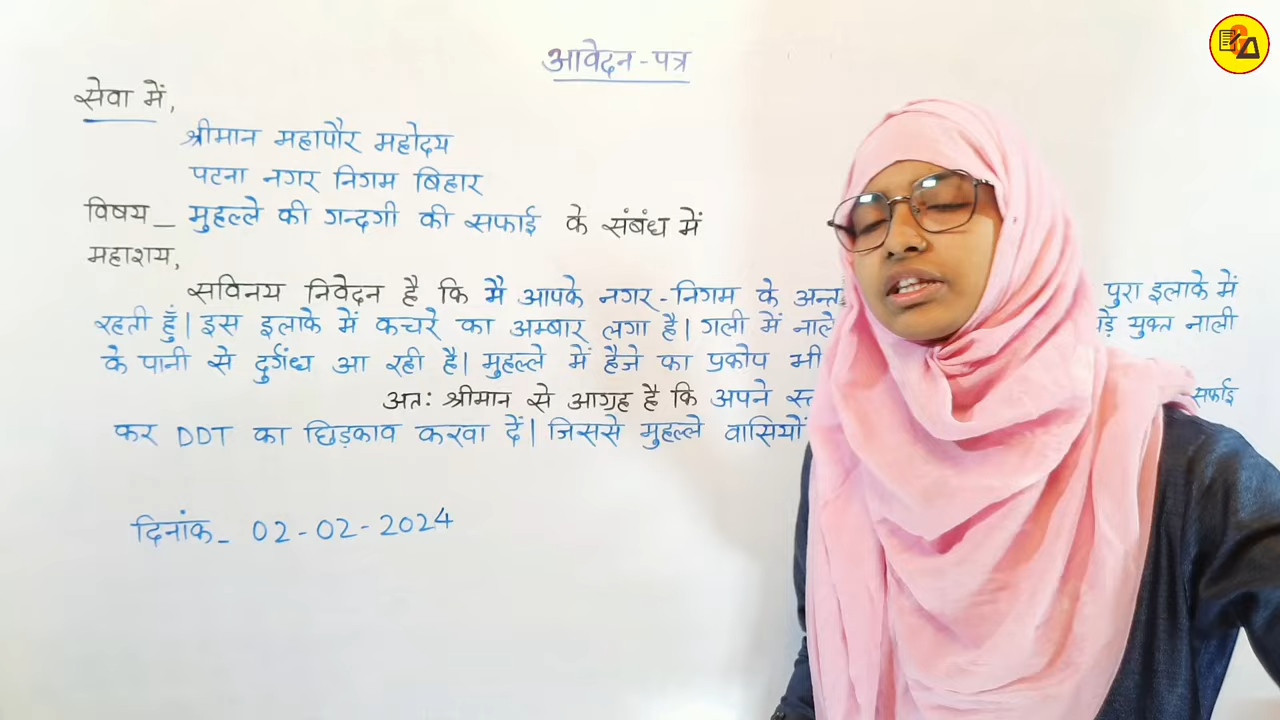 आवेदन-पत्र
सेवा में,
श्रीमान महापौर महोदय
पटना नगर निगम बिहार
विषय_ मुहल्ले की गन्दगी की सफाई के संबंध में
महाशय,
सविनय निवेदन है कि मै आपके नगर-निगम के पुरा इलाके में
रहती हुँ। इस इलाके में कचरे का अम्बार लगा है। गली में युक्त नाली
के पानी से दुर्गंध आ रही है। मुहल्ले में हैजे का प्रकोप भी
अतः श्रीमान से आग्रह है कि अपने सफाई
कर DDT का छिड़काव करवा दें। जिससे मुहल्ले वासियों
दिनांक_ 02-02-2024